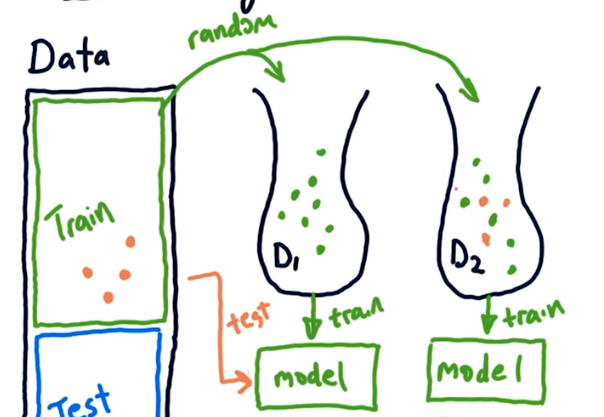 random
Data
Train
D₁
D₂
test
train
train
model
model
Test